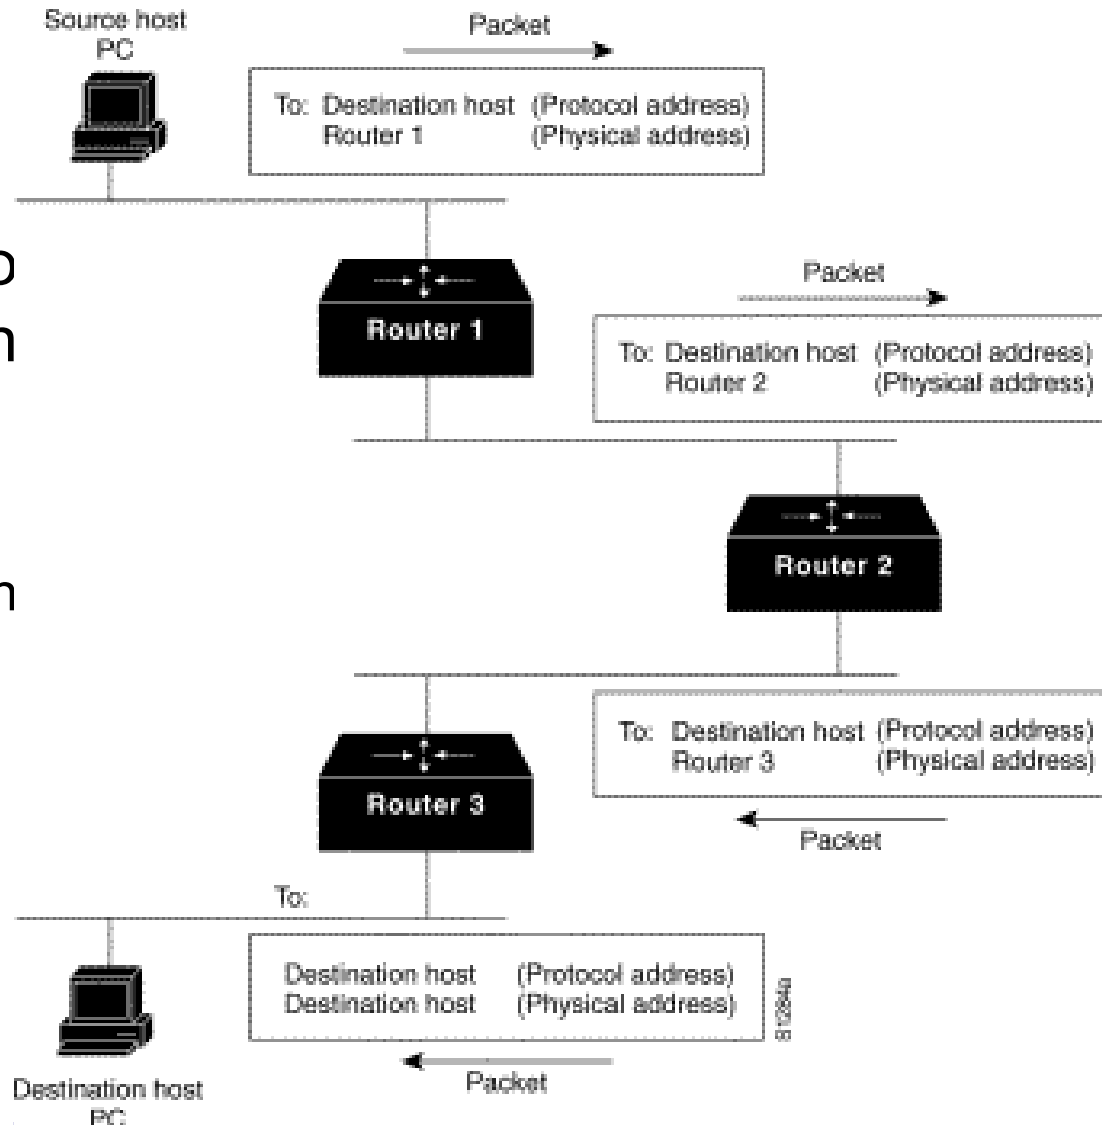 Source host
PC
Packet
To: Destination host (Protocol address)
Router 1 (Physical address)
o
n
Router 1
Packet
To: Destination host (Protocol address)
Router 2 (Physical address)
Router 2
n
To: Destination host (Protocol address)
Router 3 (Physical address)
Router 3
Packet
To:
Destination host (Protocol address)
Destination host (Physical address)
Packet
Destination host
PC